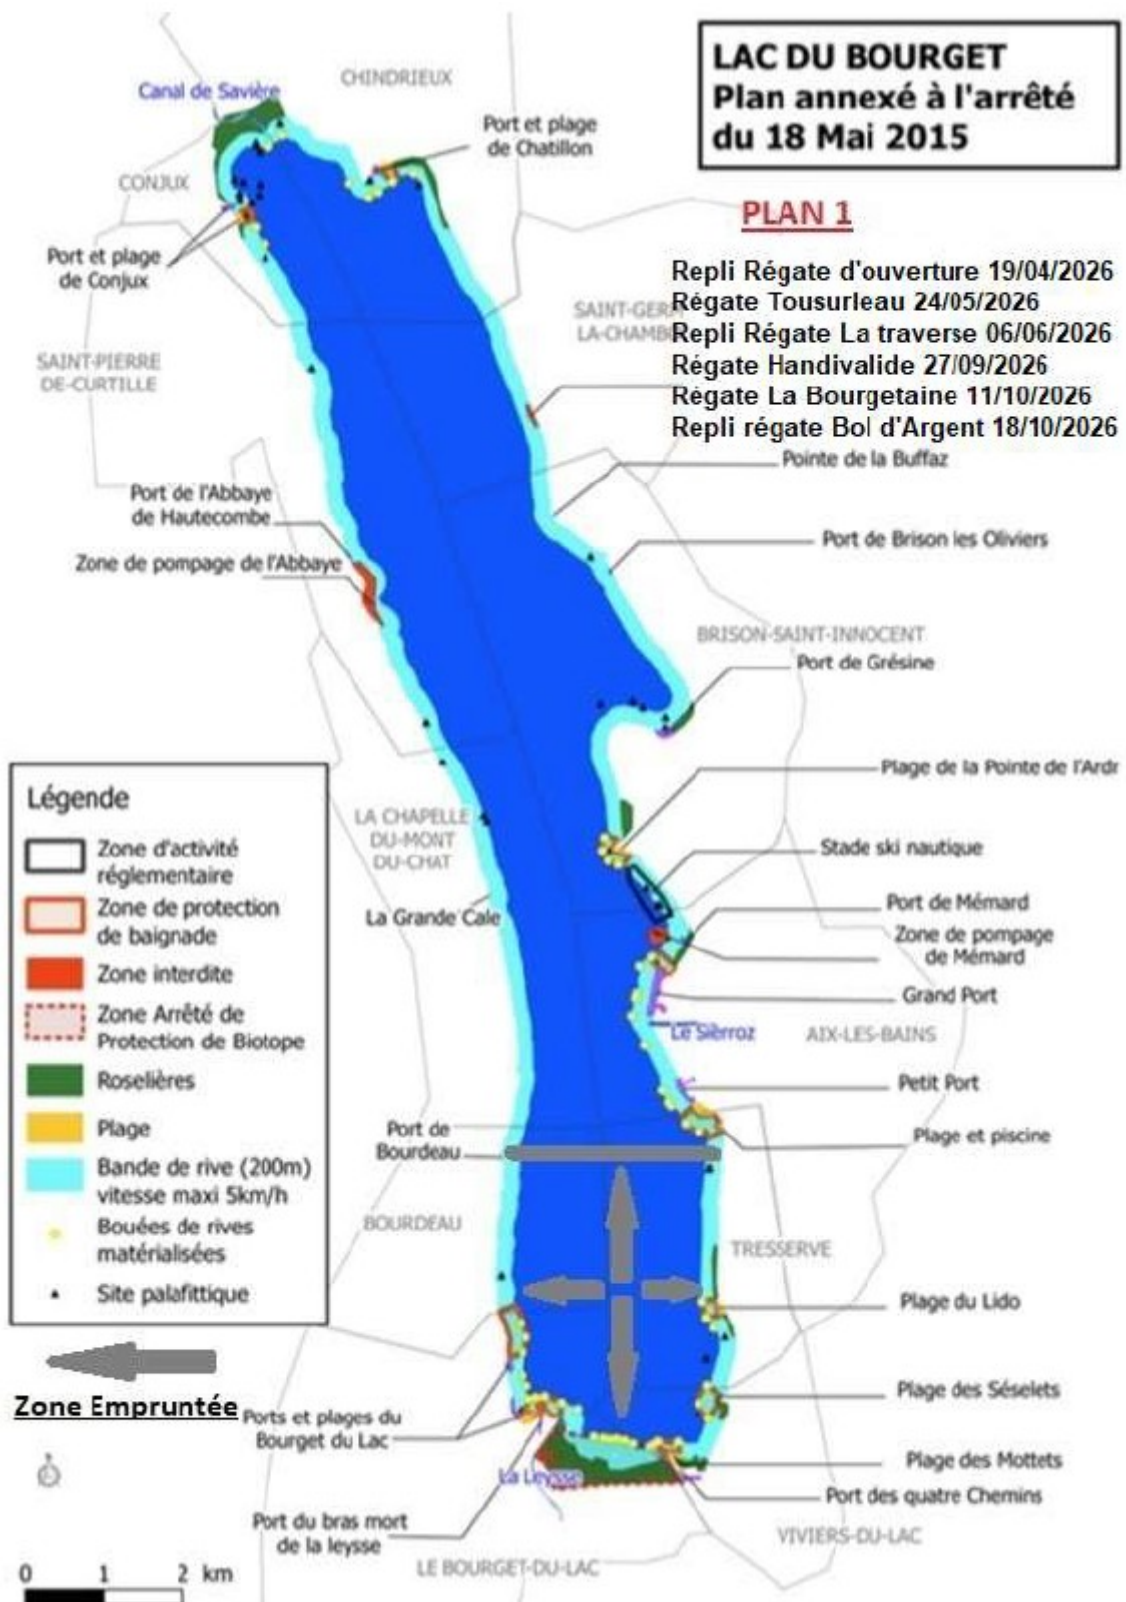 LAC DU BOURGET
Plan annexé à l'arrêté
du 18 Mai 2015
PLAN 1
Repli Régate d'ouverture 19/04/2026
Régate Tousurleau 24/05/2026
Repli Régate La traverse 06/06/2026
Régate Handivalide 27/09/2026
Régate La Bourgetaine 11/10/2026
Repli régate Bol d'Argent 18/10/2026
CHINDRIEUX
Canal de Savière
Port et plage
de Chatillon
CONJUX
Port et plage
de Conjux
SAINT-GERM
LA-CHAMB
SAINT-PIERRE
DE-CURTILLE
Pointe de la Buffaz
Port de l'Abbaye
de Hautecombe
Port de Brison les Oliviers
Zone de pompage de l'Abbaye
BRISON-SAINT-INNOCENT
Port de Grésine
Plage de la Pointe de l'Ardr
LA CHAPELLE
DU-MONT
DU-CHAT
Stade ski nautique
La Grande Cale
Port de Mémard
Zone de pompage
de Mémard
Grand Port
Le Sierroz
AIX-LES-BAINS
Petit Port
Port de
Bourdeau
Plage et piscine
BOURDEAU
TRESSERVE
Plage du Lido
Plage des Séselets
Ports et plages du
Bourget du Lac
Plage des Mottets
La Leysse
Port des quatre Chemins
Port du bras mort
de la leysse
VIVIERS-DU-LAC
LE BOURGET-DU-LAC
Légende
Zone d'activité
réglementaire
Zone de protection
de baignade
Zone interdite
Zone Arrêté de
Protection de Biotope
Roselières
Plage
Bande de rive (200m)
vitesse maxi 5km/h
Bouées de rives
matérialisées
Site palafittique
Zone Empruntée
0 1 2 km